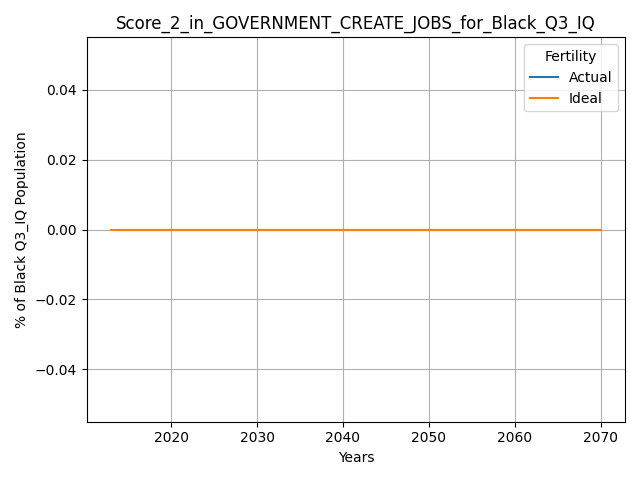 Score_2_in_GOVERNMENT_CREATE_JOBS_for_Black_Q3_IQ
Fertility
Actual
Ideal
% of Black Q3_IQ Population
0.04
0.02
0.00
−0.02
−0.04
2020 2030 2040 2050 2060 2070
Years